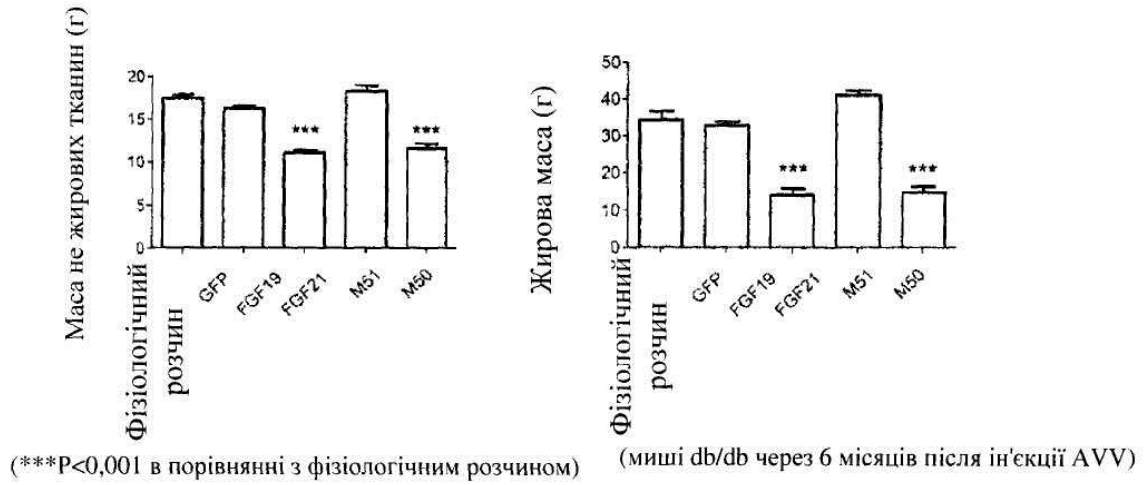 Маса не жирових тканин (г)
20
15
10
5
0
***
***
Фізіологічний
розчин
GFP
FGF19
FGF21
M51
M50
(***P<0,001 в порівнянні з фізіологічним розчином)
Жирова маса (г)
50
40
30
20
10
0
***
***
Фізіологічний
розчин
GFP
FGF19
FGF21
M51
M50
(миші db/db через 6 місяців після ін'єкції AVV)